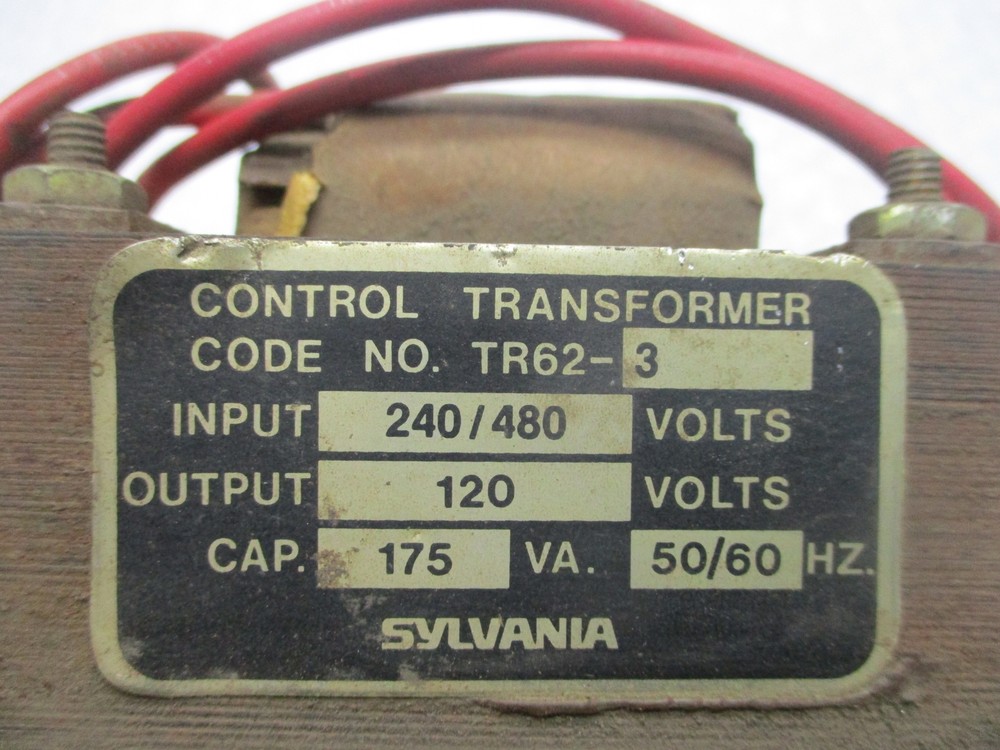 CONTROL TRANSFORMER
CODE NO. TR62-3
INPUT 240/480 VOLTS
OUTPUT 120 VOLTS
CAP. 175 VA. 50/60 HZ.
SYLVANIA